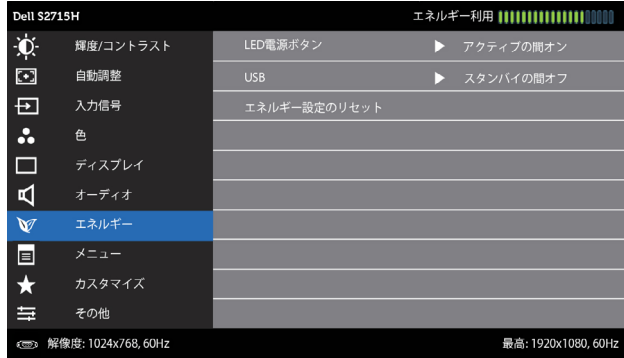 Dell S2715H エネルギー利用
輝度/コントラスト LED電源ボタン ▶ アクティブの間オン
自動調整 USB ▶ スタンバイの間オフ
入力信号 エネルギー設定のリセット
色
ディスプレイ
オーディオ
エネルギー
メニュー
カスタマイズ
その他
解像度: 1024x768, 60Hz 最高: 1920x1080, 60Hz